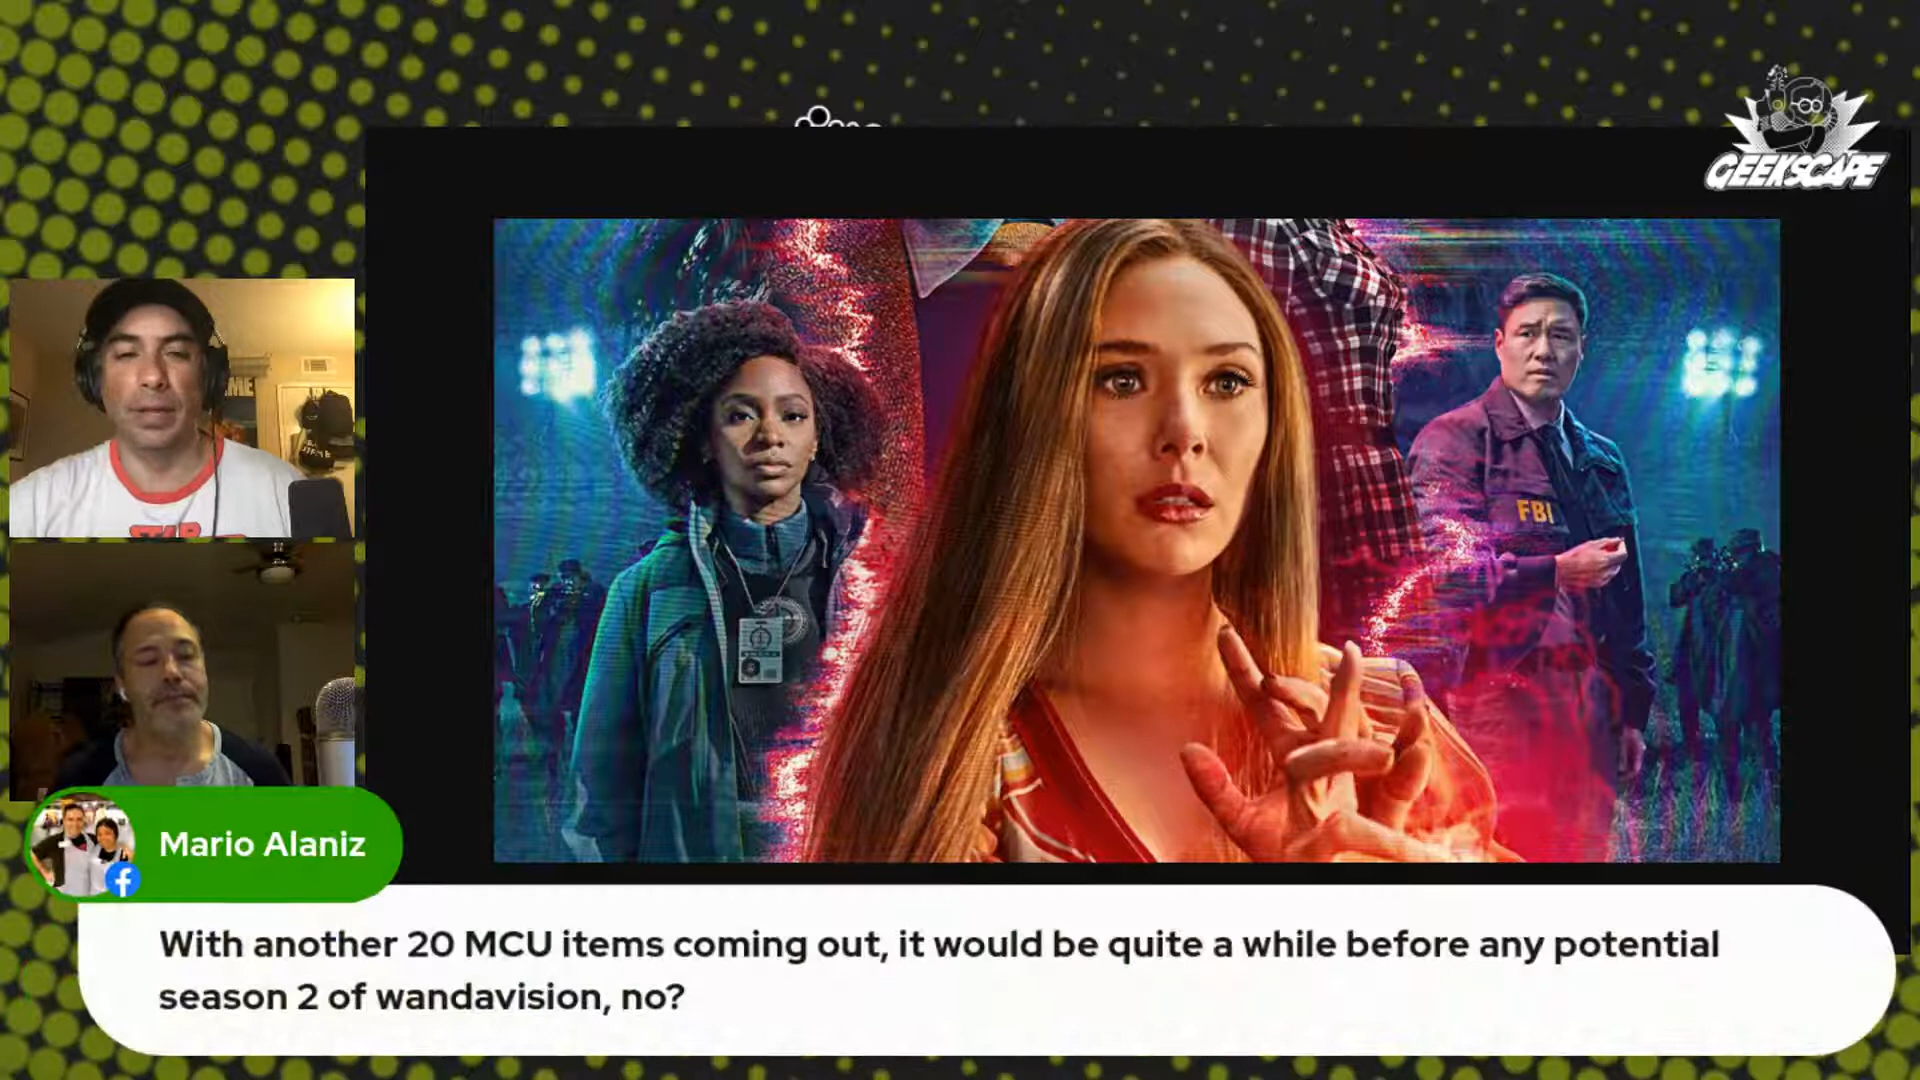 GEEKSCAPE
FBI
Mario Alaniz
With another 20 MCU items coming out, it would be quite a while before any potential
season 2 of wandavision, no?